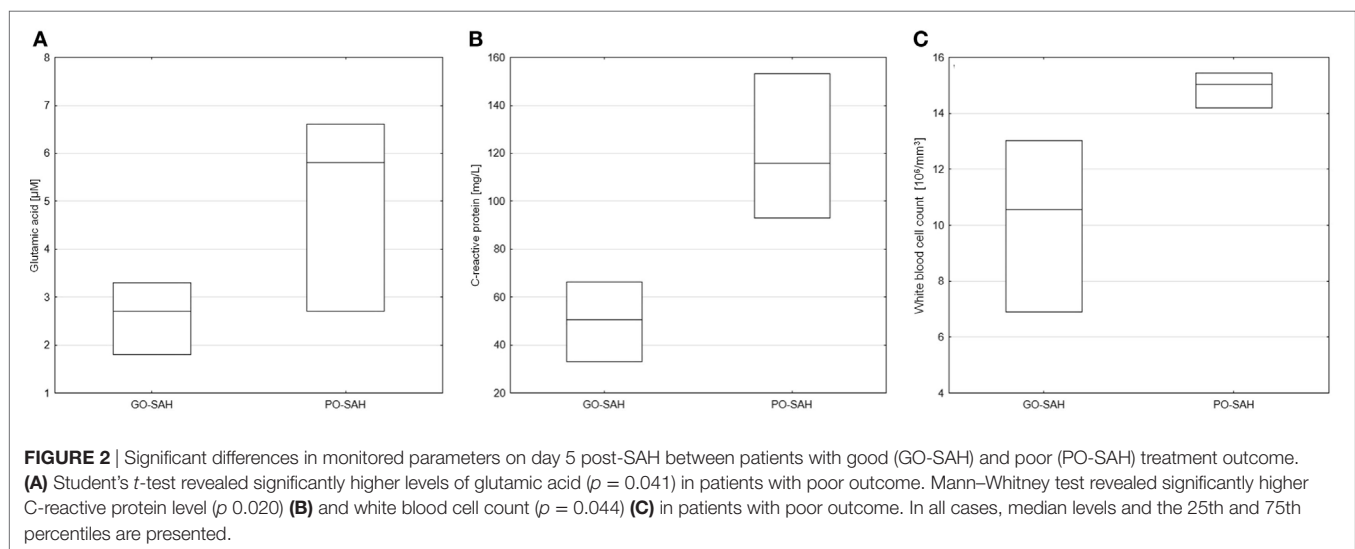 A
8
7
6
5
4
3
2
1
Glutamic acid [µM]
GO-SAH PO-SAH
B
160
140
120
100
80
60
40
20
C-reactive protein [mg/L]
GO-SAH PO-SAH
C
16
14
12
10
8
6
4
White blood cell count [10⁶/mm³]
GO-SAH PO-SAH
FIGURE 2 | Significant differences in monitored parameters on day 5 post-SAH between patients with good (GO-SAH) and poor (PO-SAH) treatment outcome.
(A) Student's t-test revealed significantly higher levels of glutamic acid (p = 0.041) in patients with poor outcome. Mann–Whitney test revealed significantly higher
C-reactive protein level (p 0.020) (B) and white blood cell count (p = 0.044) (C) in patients with poor outcome. In all cases, median levels and the 25th and 75th
percentiles are presented.